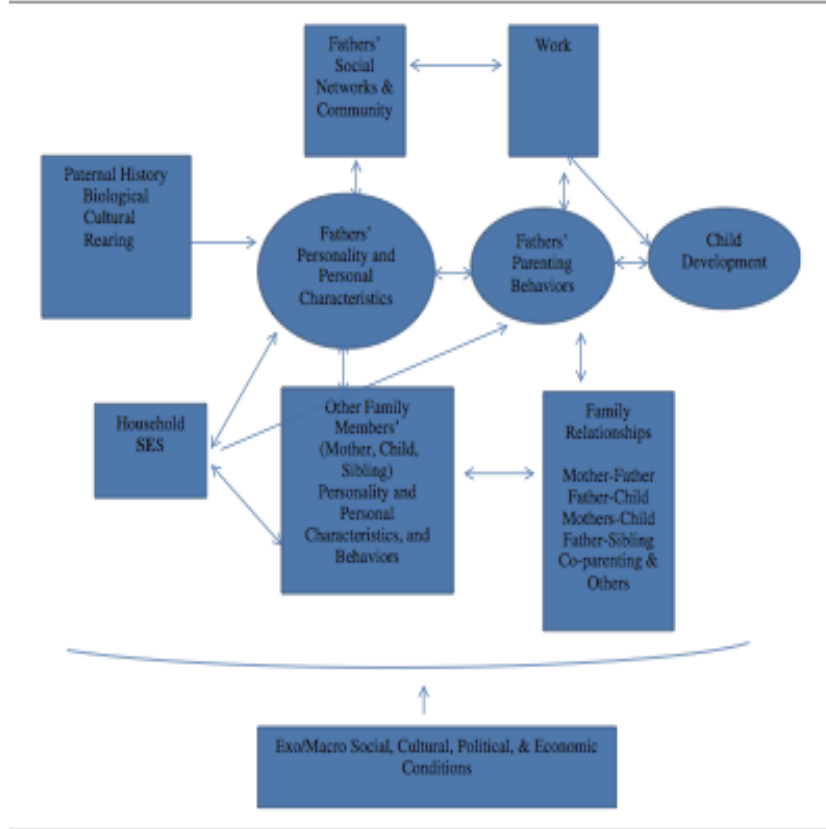 Fathers'
Social
Networks &
Community
Work
Paternal History
Biological
Cultural
Rearing
Fathers'
Personality and
Personal
Characteristics
Fathers'
Parenting
Behaviors
Child
Development
Household
SES
Other Family
Members'
(Mother, Child,
Sibling)
Personality and
Personal
Characteristics, and
Behaviors
Family
Relationships
Mother-Father
Father-Child
Mothers-Child
Father-Sibling
Co-parenting &
Others
Exo/Macro Social, Cultural, Political, & Economic
Conditions